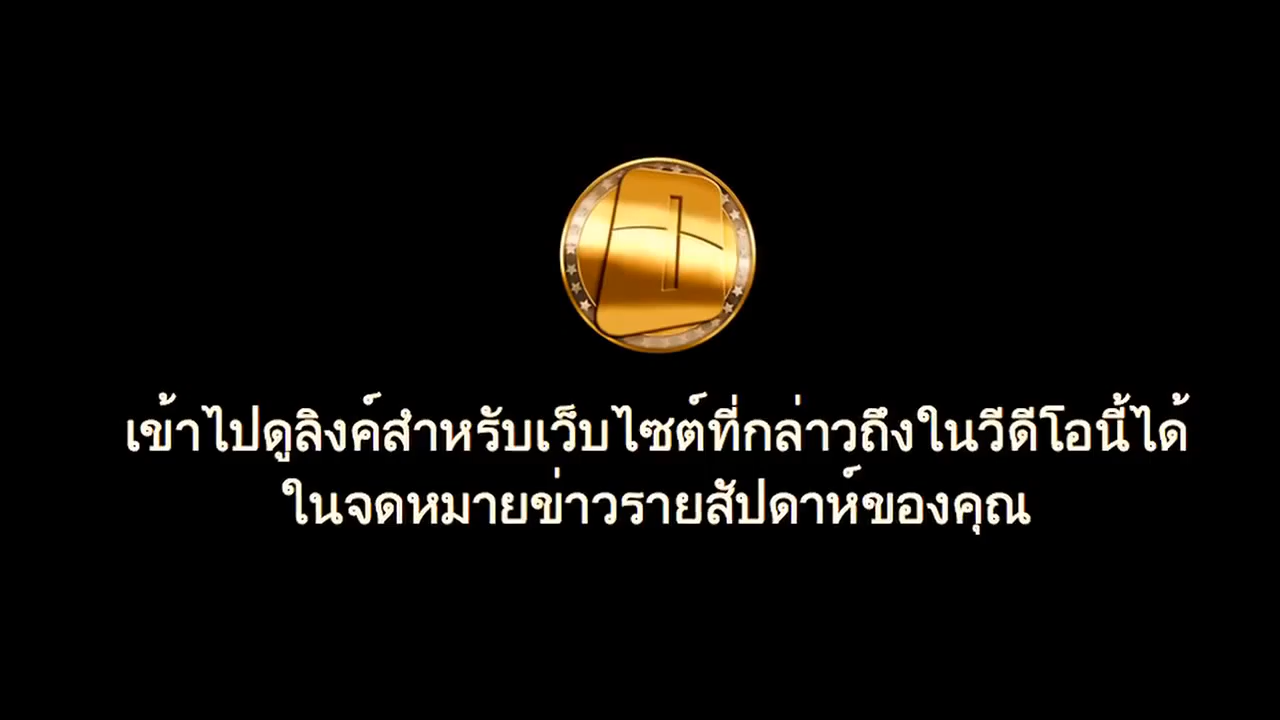 เข้าไปดูลิงค์สำหรับเว็บไซต์ที่กล่าวถึงในวีดีโอนี้ได้
ในจดหมายข่าวรายสัปดาห์ของคุณ